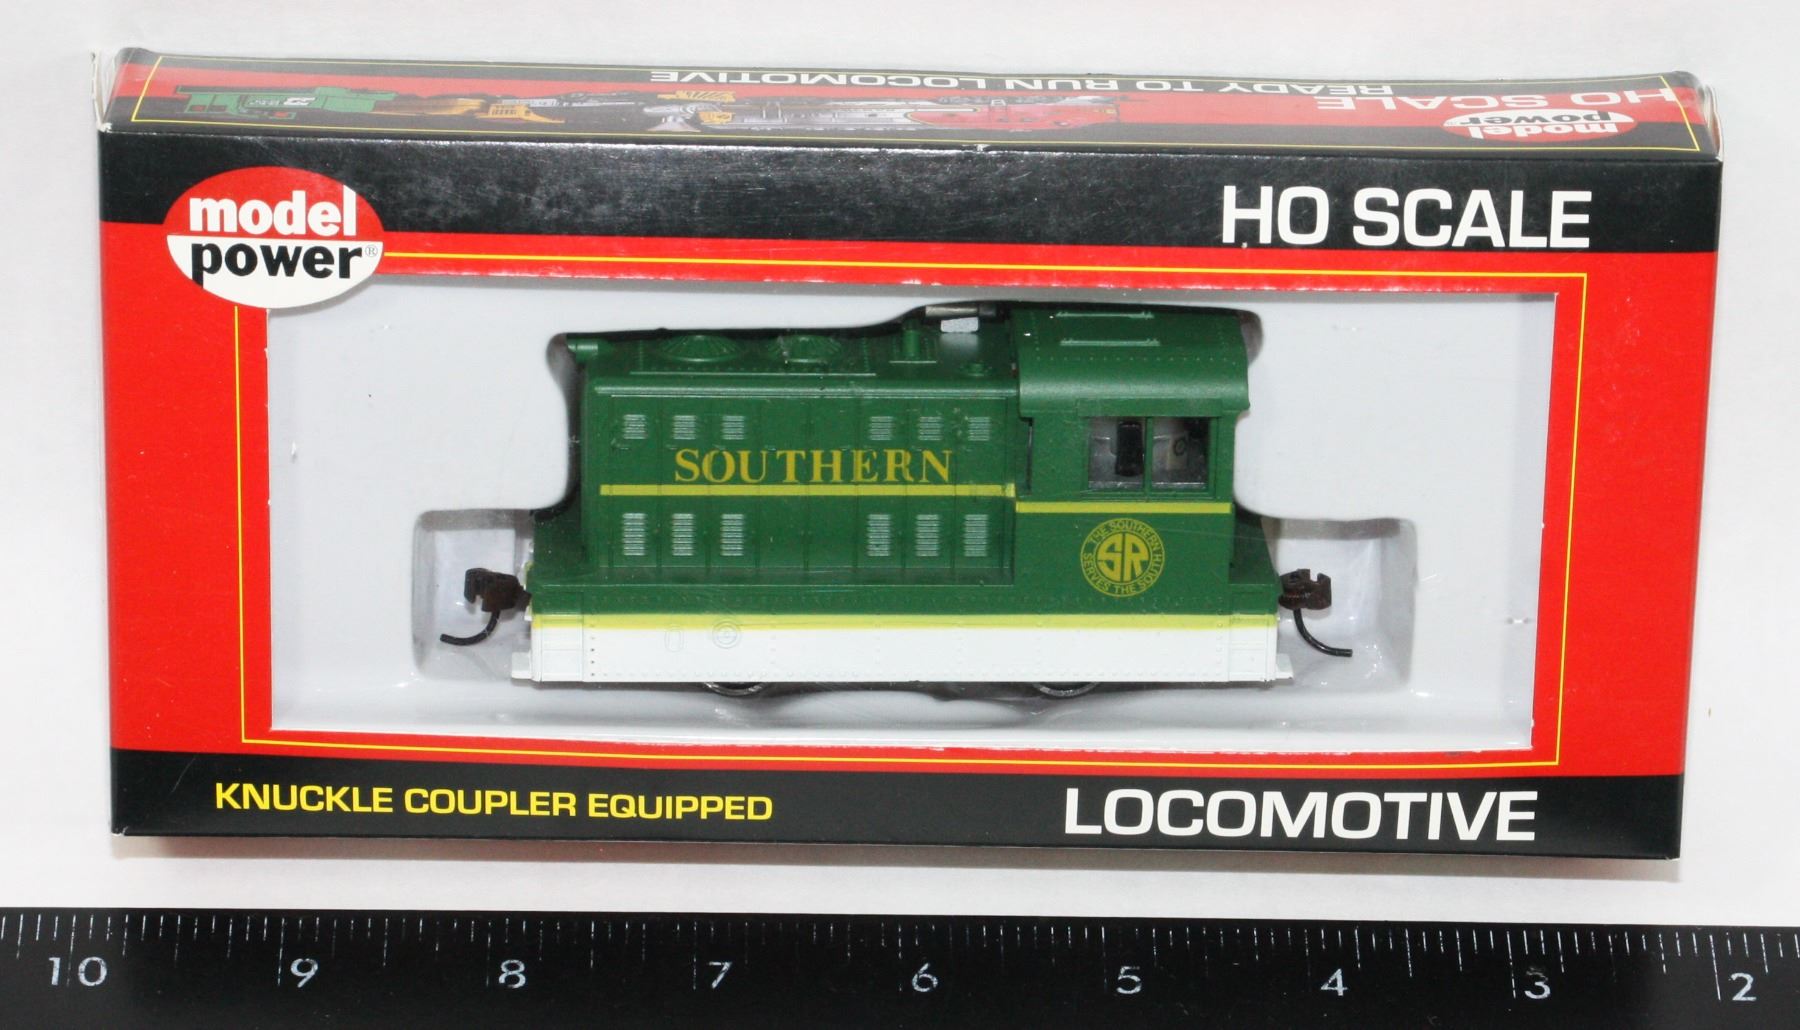 READY TO RUN LOCOMOTIVE
HO SCALE
model
power
model
power®
HO SCALE
SOUTHERN
THE SOUTHERN
SR
SERVES THE SOUTH
KNUCKLE COUPLER EQUIPPED
LOCOMOTIVE
10 9 8 7 6 5 4 3 2